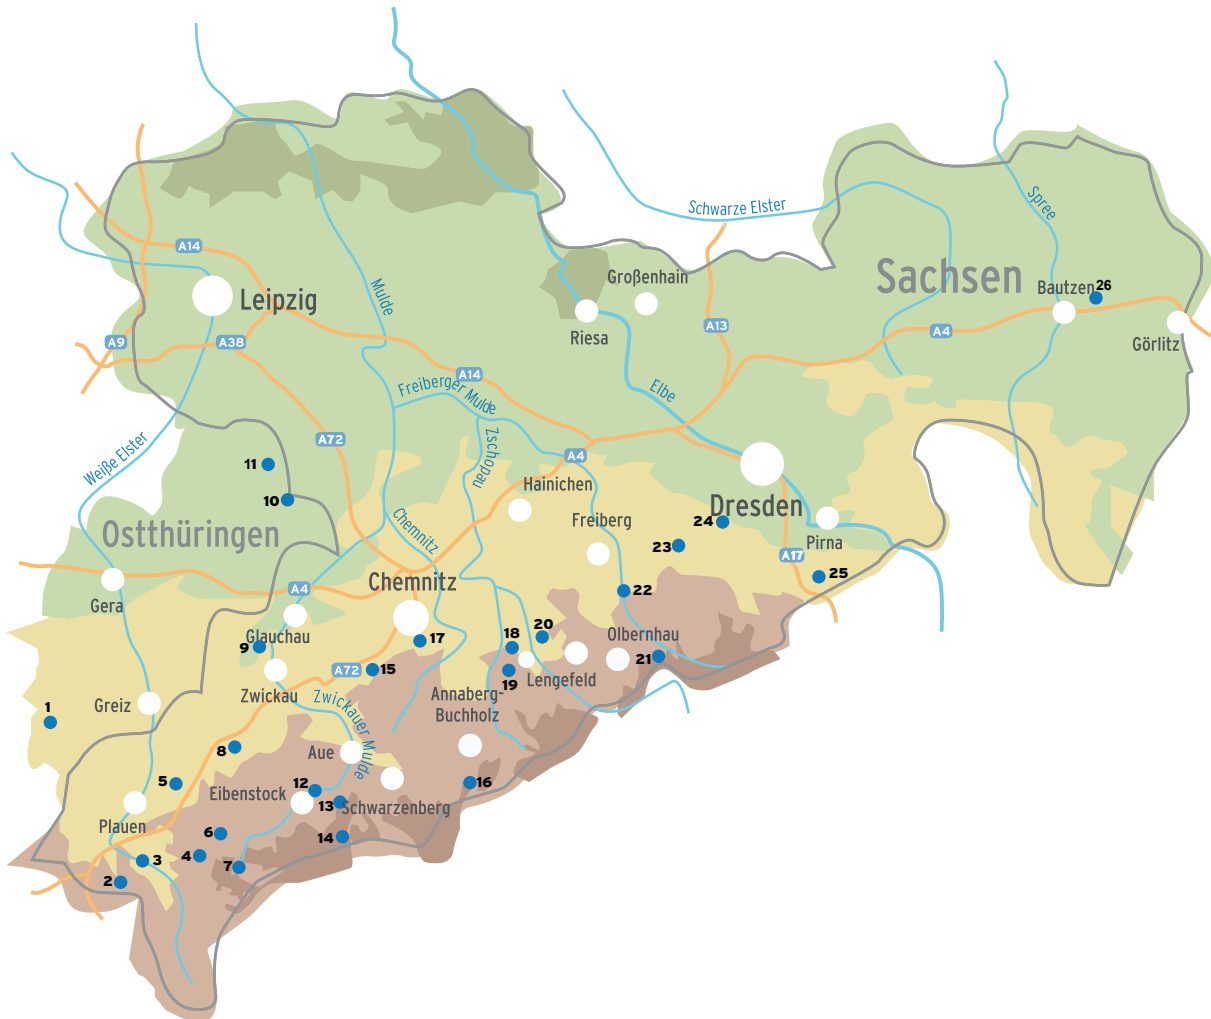 Schwarze Elster
Spree
A14
Sachsen
Großenhain
Bautzen
26
Leipzig
Mulde
Riesa
A13
A4
A9
A38
Görlitz
A14
Freiberger Mulde
Elbe
A72
Weiße Elster
Zschopau
A4
11
Hainichen
10
Dresden
Ostthüringen
Chemnitz
Freiberg
24
Pirna
23
A17
25
Chemnitz
A4
Gera
22
Glauchau
9
17
18
20
Olbernhau
21
A72
15
19
Lengefeld
Zwickau
Zwickauer Mulde
Annaberg-
Buchholz
Greiz
1
8
Aue
5
12
16
Eibenstock
13
Schwarzenberg
Plauen
6
14
3
4
7
2